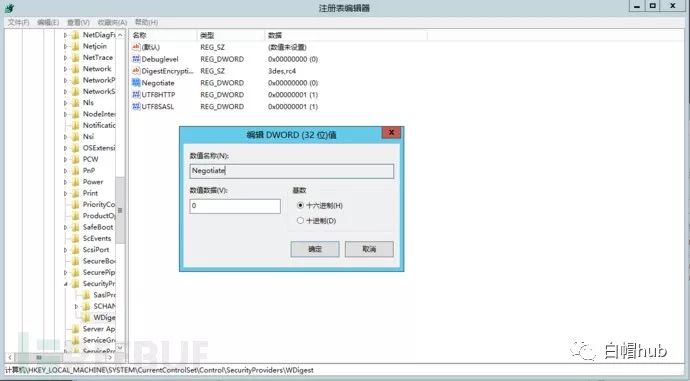 注册表编辑器
文件(F) 编辑(E) 查看(V) 收藏夹(A) 帮助(H)
名称 类型 数据
(默认) REG_SZ (数值未设置)
Debuglevel REG_DWORD 0x00000000 (0)
DigestEncrypti... REG_SZ 3des,rc4
Negotiate REG_DWORD 0x00000000 (0)
UTF8HTTP REG_DWORD 0x00000001 (1)
UTF8SASL REG_DWORD 0x00000001 (1)
NetDiagFx
Netjoin
NetTrace
Network
NetworkP
NetworkS
Nls
NodeInter
Notificatio
Nsi
OSExtensi
PCW
PnP
Power
Print
PriorityCo
ProductO
SafeBoot
ScEvents
ScsiPort
SecureBo
SecurePip
SecurityPr
SaslPro
SCHAN
WDiges
Server Ap
ServiceGro
ServicePro
编辑 DWORD (32 位)值
数值名称(N):
Negotiate
数值数据(V):
0
基数
十六进制(H)
十进制(D)
确定 取消
白帽hub
计算机\HKEY_LOCAL_MACHINE\SYSTEM\CurrentControlSet\Control\SecurityProviders\WDigest